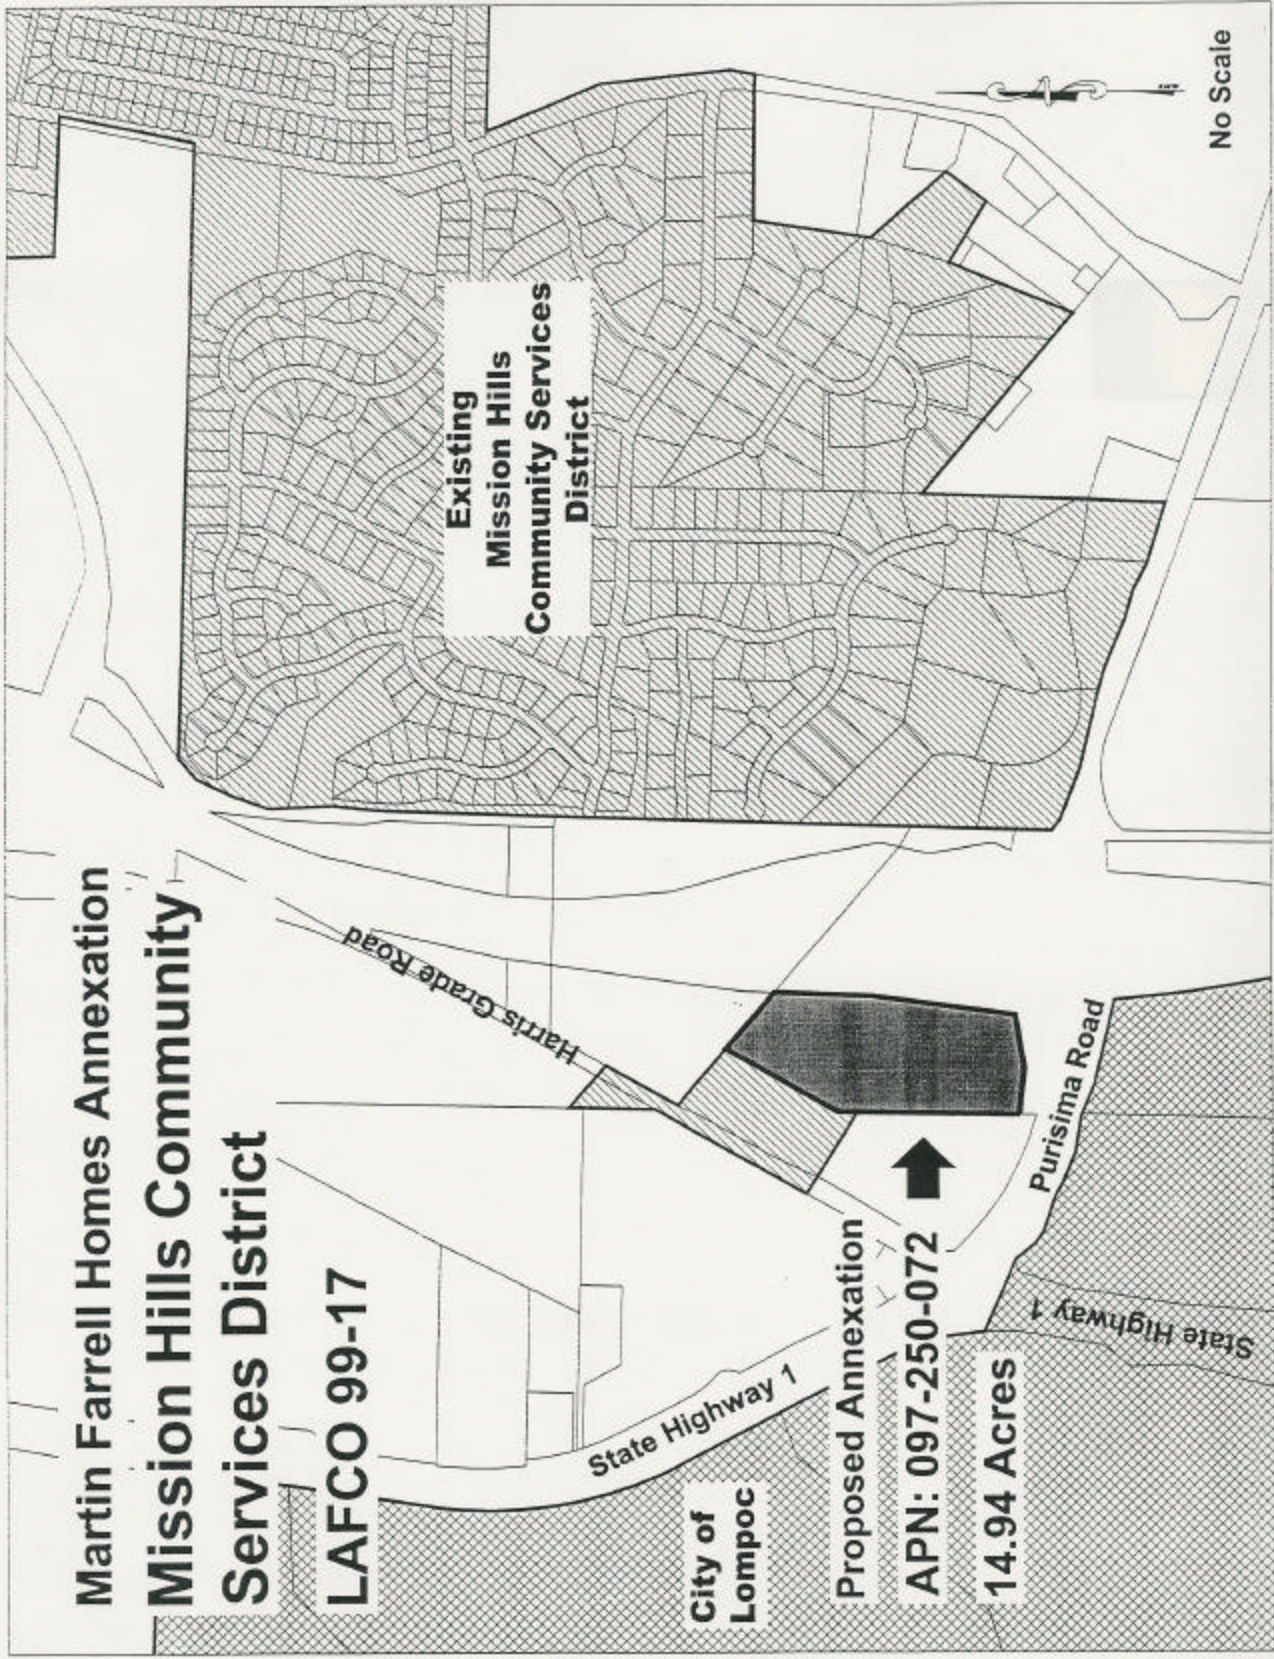 Martin Farrell Homes Annexation
Mission Hills Community
Services District
LAFCO 99-17
Existing
Mission Hills
Community Services
District
Harris Grade Road
State Highway 1
City of
Lompoc
Proposed Annexation
APN: 097-250-072
14.94 Acres
Purisima Road
State Highway 1
No Scale